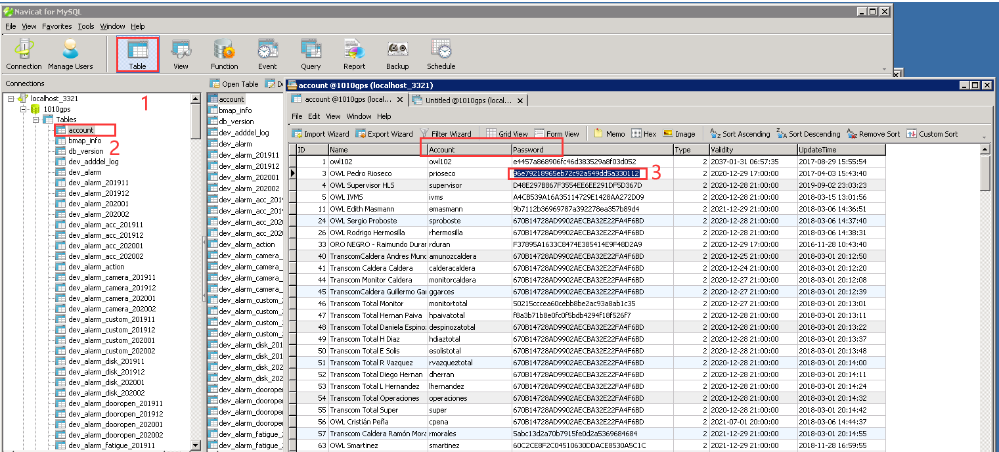 Navicat for MySQL
File View Favorites Tools Window Help
Connection Manage Users Table View Function Event Query Report Backup Schedule
Connections
localhost_3321
1
1010gps
Tables
account
2
bmap_info
db_version
dev_adddel_log
dev_alarm
dev_alarm_201911
dev_alarm_201912
dev_alarm_202001
dev_alarm_202002
dev_alarm_acc_201911
dev_alarm_acc_201912
dev_alarm_acc_202001
dev_alarm_acc_202002
dev_alarm_action
dev_alarm_camera_201911
dev_alarm_camera_201912
dev_alarm_camera_202001
dev_alarm_camera_202002
dev_alarm_custom_201911
dev_alarm_custom_201912
dev_alarm_custom_202001
dev_alarm_custom_202002
dev_alarm_disk_201911
dev_alarm_disk_201912
dev_alarm_disk_202001
dev_alarm_disk_202002
dev_alarm_dooropen_201911
dev_alarm_dooropen_201912
dev_alarm_dooropen_202001
dev_alarm_dooropen_202002
dev_alarm_fatigue_201911
Open Table
account
bmap_info
db_version
dev_adddel_log
dev_alarm
dev_alarm_201911
dev_alarm_201912
dev_alarm_202001
dev_alarm_202002
dev_alarm_acc_201
dev_alarm_acc_201
dev_alarm_acc_202
dev_alarm_acc_202
dev_alarm_action
dev_alarm_camera_
dev_alarm_camera_
dev_alarm_camera_
dev_alarm_camera_
dev_alarm_custom_2
dev_alarm_custom_2
dev_alarm_custom_2
dev_alarm_custom_2
dev_alarm_disk_201
dev_alarm_disk_201
dev_alarm_disk_202
dev_alarm_disk_202
dev_alarm_dooroper
dev_alarm_dooroper
dev_alarm_dooroper
dev_alarm_dooroper
dev_alarm_fatigue_2
dev_alarm_fatigue_2
account @1010gps (localhost_3321)
account @1010gps (local... Untitled @1010gps (local...
File Edit View Window Help
Import Wizard Export Wizard Filter Wizard Grid View Form View Memo Hex Image Sort Ascending Sort Descending Remove Sort Custom Sort
ID Name Account Password Type Validity UpdateTime
1 owl102 owl102 e4457a868906fc46d383529a8f03d052 2 2037-01-31 06:57:35 2017-08-29 15:55:54
3 OWL Pedro Rioseco prioseco 96e79218965eb72c92a549dd5a330112 2 2020-12-29 17:00:00 2017-04-03 15:43:40
3
4 OWL Supervisor HLS supervisor D48E297B867F3554EE6EE291DF5D367D 2 2020-12-28 21:00:00 2019-09-02 23:03:23
5 OWL IVMS ivms A4CB539A16A35114729E1428AA272D09 2 2020-12-28 21:00:00 2018-03-15 13:01:56
11 OWL Edith Masmann emasmann 9b7112b36969787a392278ea357b89d4 2 2021-12-29 21:00:00 2018-03-06 14:36:51
24 OWL Sergio Proboste sproboste 670B14728AD9902AECBA32E22FA4F6BD 2 2020-12-28 21:00:00 2018-03-06 14:37:40
26 OWL Rodrigo Hermosilla rhermosilla 670B14728AD9902AECBA32E22FA4F6BD 2 2020-12-28 21:00:00 2018-03-06 14:38:31
33 ORO NEGRO - Raimundo Duran rduran F37895A1633C8474E385414E9F48D2A9 2 2020-12-29 17:00:00 2016-11-28 10:43:40
40 TranscomCaldera Andres Munc amunozcaldera 670B14728AD9902AECBA32E22FA4F6BD 2 2020-12-25 21:00:00 2018-03-01 20:12:50
41 Transcom Caldera Caldera calderacaldera 670B14728AD9902AECBA32E22FA4F6BD 2 2020-12-24 21:00:00 2018-03-01 20:12:20
44 Transcom Monitor Caldera monitorcaldera 670B14728AD9902AECBA32E22FA4F6BD 2 2020-12-27 21:00:00 2018-03-01 20:12:08
45 TranscomCaldera Guillermo Gar ggarces 670B14728AD9902AECBA32E22FA4F6BD 2 2020-12-27 21:00:00 2018-03-01 20:12:39
46 Transcom Total Monitor monitortotal 50215cccea60cebb8be2ac93a8ab1c35 2 2020-12-27 21:00:00 2018-03-01 20:13:01
47 Transcom Total Hernan Paiva hpaivatotal f8a3b71b8e0fc0f5bdb4294f18f526f7 2 2020-12-28 21:00:00 2018-03-01 20:13:11
48 Transcom Total Daniela Espino: despinozatotal 670B14728AD9902AECBA32E22FA4F6BD 2 2020-12-28 21:00:00 2018-03-01 20:13:22
49 Transcom Total H Diaz hdiaztotal 670B14728AD9902AECBA32E22FA4F6BD 2 2020-12-28 21:00:00 2018-03-01 20:13:37
50 Transcom Total E Solis esolistotal 670B14728AD9902AECBA32E22FA4F6BD 2 2020-12-28 21:00:00 2018-03-01 20:13:48
51 Transcom Total R Vazquez rvazqueztotal 670B14728AD9902AECBA32E22FA4F6BD 2 2020-12-28 21:00:00 2018-03-01 20:14:00
52 Transcom Total Diego Hernan dherran 670B14728AD9902AECBA32E22FA4F6BD 2 2020-12-28 21:00:00 2018-03-01 20:14:11
53 Transcom Total L Hernandez lhernandez 670B14728AD9902AECBA32E22FA4F6BD 2 2020-12-28 21:00:00 2018-03-01 20:14:24
54 Transcom Total Operaciones operaciones 670B14728AD9902AECBA32E22FA4F6BD 2 2020-12-28 21:00:00 2018-03-01 20:14:32
55 Transcom Total Super super 670B14728AD9902AECBA32E22FA4F6BD 2 2020-12-28 21:00:00 2018-03-01 20:14:42
56 OWL Cristián Peña cpena 670B14728AD9902AECBA32E22FA4F6BD 2 2021-07-01 20:00:00 2018-03-06 14:44:37
57 Transcom Caldera Ramón Mora rmorales 5abc13d2a70b7915fe0d2a5369684684 2 2021-12-29 21:00:00 2018-03-01 20:14:55
63 OWL Smartinez smartinez 60C2CE8F2C04510630DDACE8530A5C1C 2 2020-12-28 21:00:00 2018-11-28 16:59:55